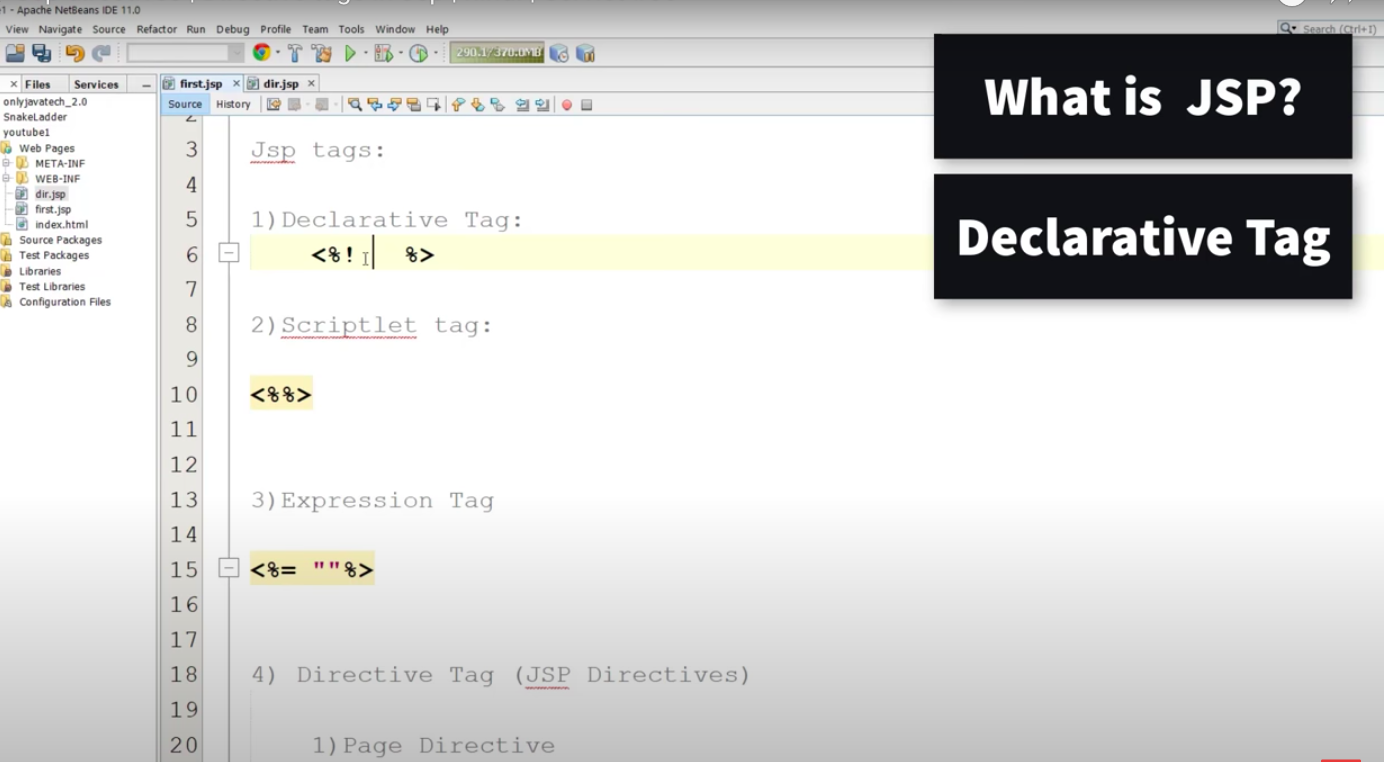 1 - Apache NetBeans IDE 11.0
View Navigate Source Refactor Run Debug Profile Team Tools Window Help
Search (Ctrl+I)
290.1/370.0MB
Files Services
first.jsp
dir.jsp
Source History
onlyjavatech_2.0
SnakeLadder
youtube1
Web Pages
META-INF
WEB-INF
dir.jsp
first.jsp
index.html
Source Packages
Test Packages
Libraries
Test Libraries
Configuration Files
2
3 Jsp tags:
4
5 1)Declarative Tag:
6 <%! %>
7
8 2)Scriptlet tag:
9
10 <%%>
11
12
13 3)Expression Tag
14
15 <%= ""%>
16
17
18 4) Directive Tag (JSP Directives)
19
20 1)Page Directive
What is JSP?
Declarative Tag